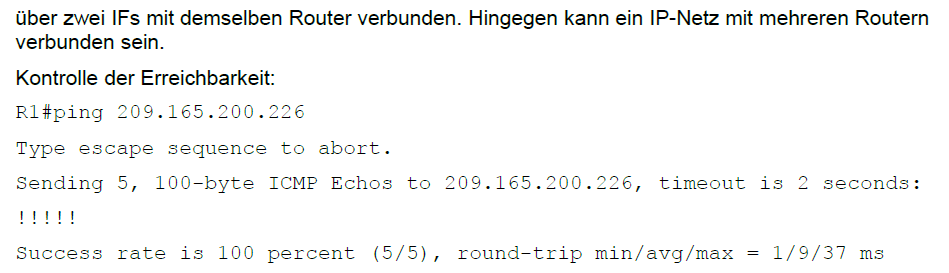 über zwei IFs mit demselben Router verbunden. Hingegen kann ein IP-Netz mit mehreren Routern
verbunden sein.
Kontrolle der Erreichbarkeit:
R1#ping 209.165.200.226
Type escape sequence to abort.
Sending 5, 100-byte ICMP Echos to 209.165.200.226, timeout is 2 seconds:
!!!!!
Success rate is 100 percent (5/5), round-trip min/avg/max = 1/9/37 ms